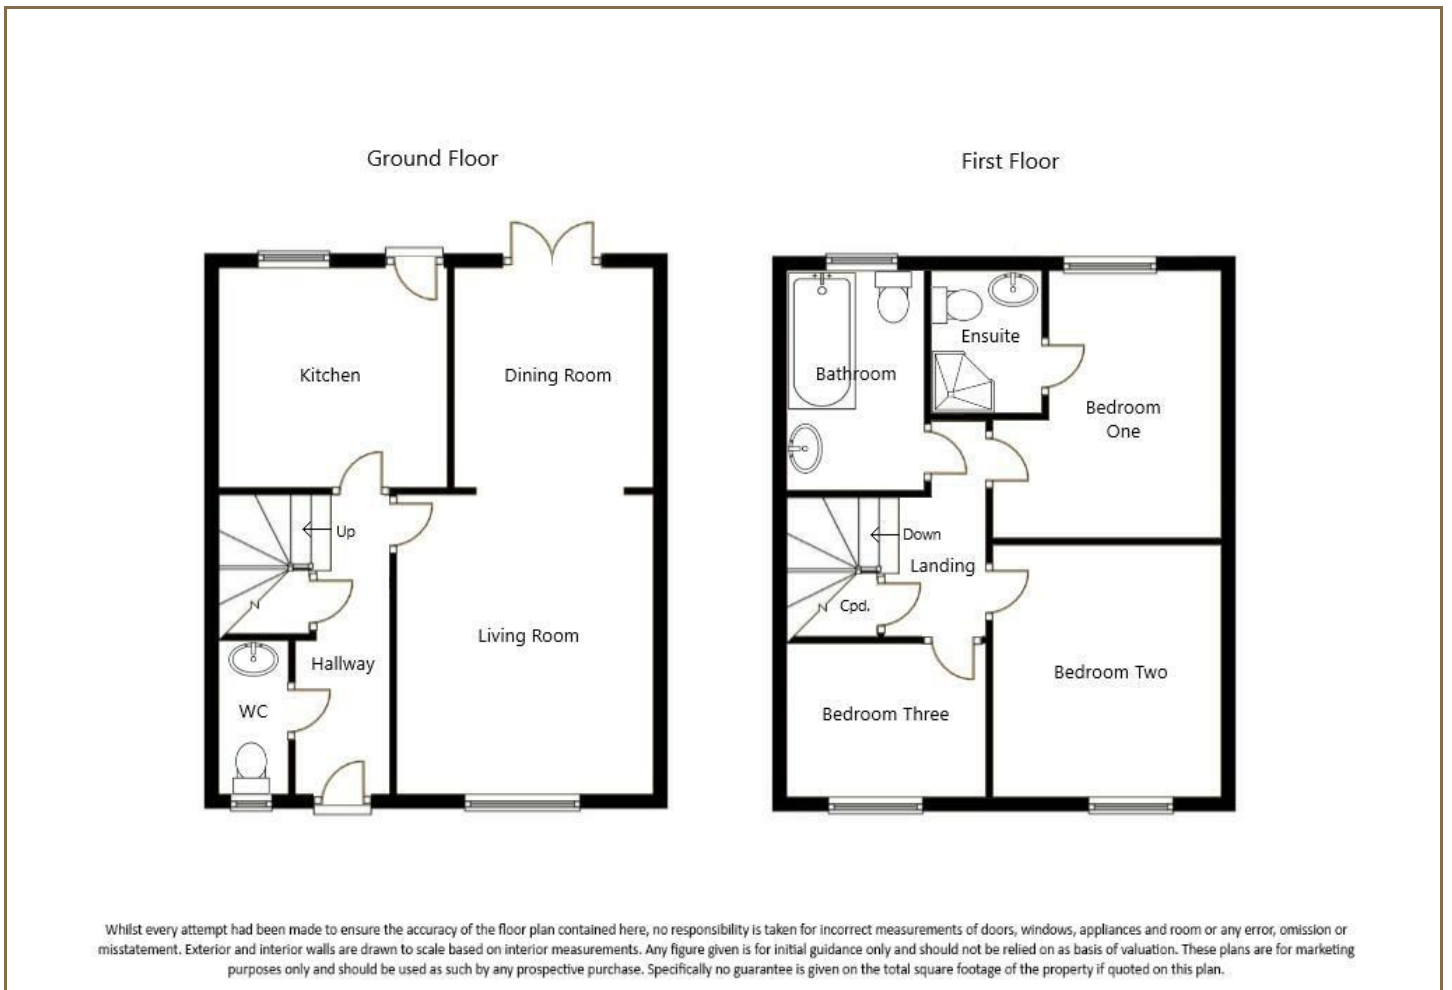 Ground Floor
First Floor
Kitchen
Dining Room
Up
Living Room
Hallway
WC
Bathroom
Ensuite
Bedroom
One
Down
Landing
Cpd.
Bedroom Two
Bedroom Three
Whilst every attempt had been made to ensure the accuracy of the floor plan contained here, no responsibility is taken for incorrect measurements of doors, windows, appliances and room or any error, omission or
misstatement. Exterior and interior walls are drawn to scale based on interior measurements. Any figure given is for initial guidance only and should not be relied on as basis of valuation. These plans are for marketing
purposes only and should be used as such by any prospective purchase. Specifically no guarantee is given on the total square footage of the property if quoted on this plan.